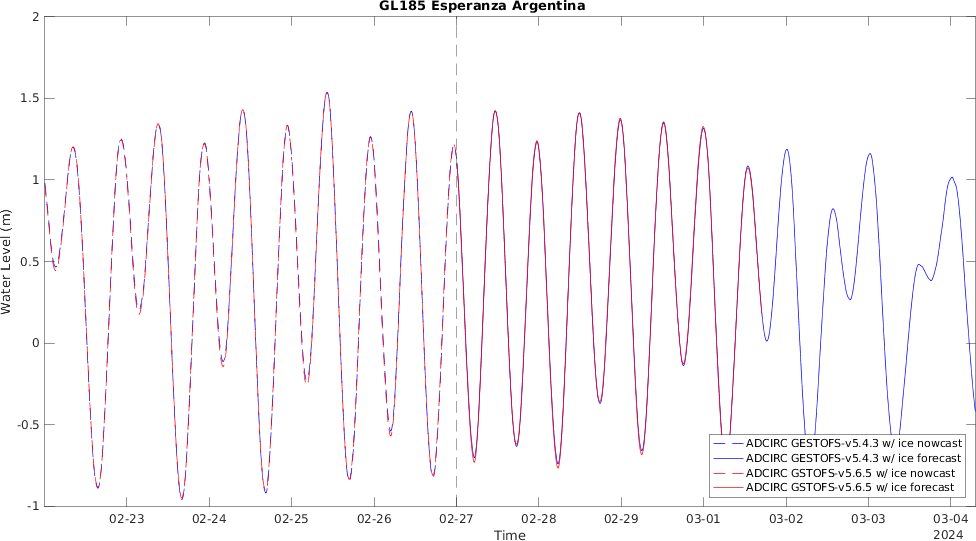 GL185 Esperanza Argentina
2
1.5
1
0.5
0
-0.5
-1
Water Level (m)
ADCIRC GESTOFS-v5.4.3 w/ ice nowcast
ADCIRC GESTOFS-v5.4.3 w/ ice forecast
ADCIRC GSTOFS-v5.6.5 w/ ice nowcast
ADCIRC GSTOFS-v5.6.5 w/ ice forecast
02-23 02-24 02-25 02-26 02-27 02-28 02-29 03-01 03-02 03-03 03-04
Time 2024